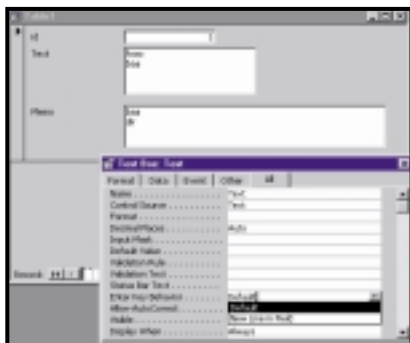 Table1
id
Text
Memo
Record:
Text Box: Text
Format Data Event Other All
Name Text
Control Source Text
Format
Decimal Places Auto
Input Mask
Default Value
Validation Rule
Validation Text
Status Bar Text
Enter Key Behavior Default
Default
Allow AutoCorrect New Line in Field
Visible
Display When Always